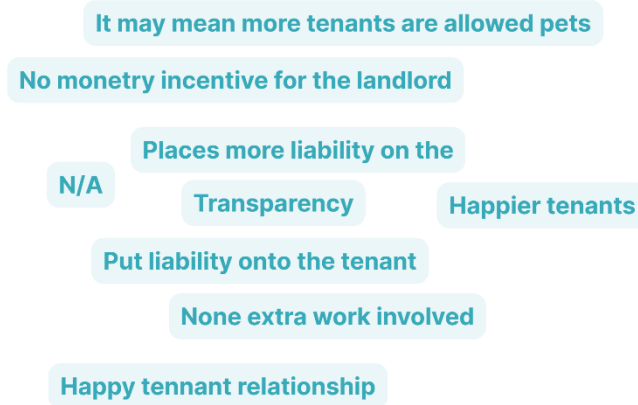 It may mean more tenants are allowed pets
No monetry incentive for the landlord
Places more liability on the
N/A
Transparency
Happier tenants
Put liability onto the tenant
None extra work involved
Happy tennant relationship